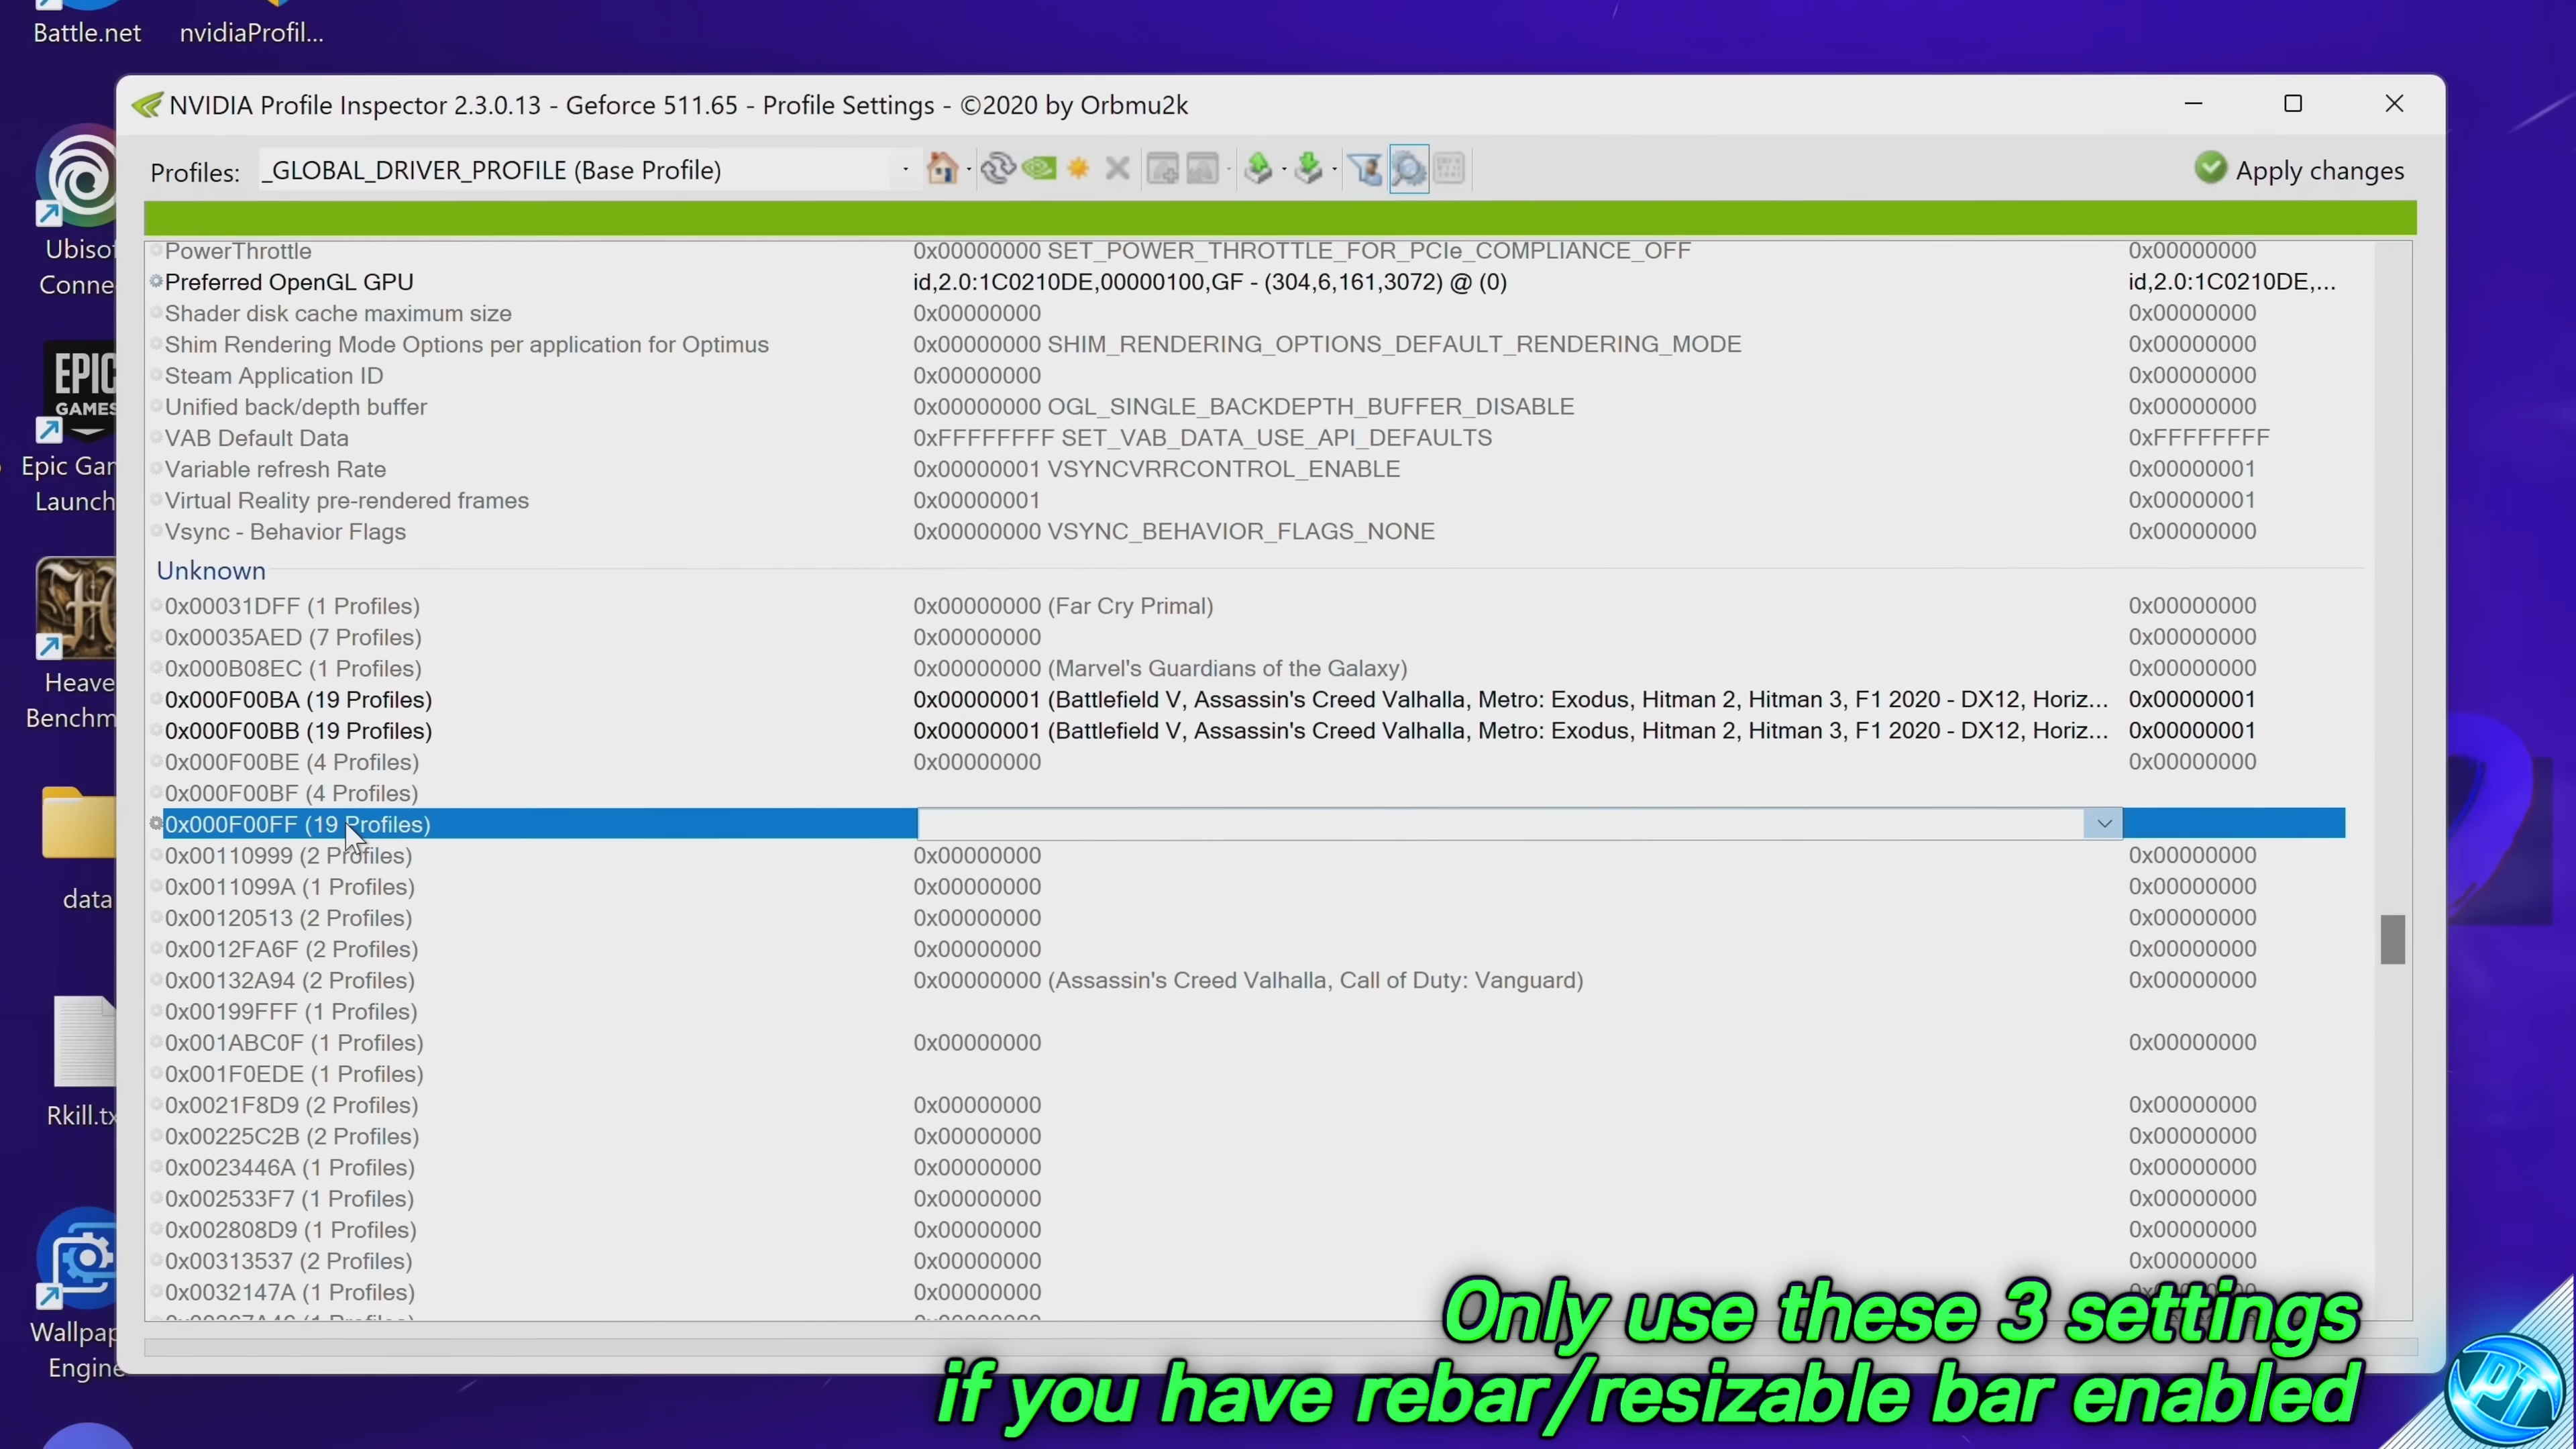 Battle.net nvidiaProfil...
NVIDIA Profile Inspector 2.3.0.13 - Geforce 511.65 - Profile Settings - ©2020 by Orbmu2k
Profiles: _GLOBAL_DRIVER_PROFILE (Base Profile) Apply changes
PowerThrottle 0x00000000 SET_POWER_THROTTLE_FOR_PCIe_COMPLIANCE_OFF 0x00000000
Preferred OpenGL GPU id,2.0:1C0210DE,00000100,GF - (304,6,161,3072) @ (0) id,2.0:1C0210DE,...
Shader disk cache maximum size 0x00000000 0x00000000
Shim Rendering Mode Options per application for Optimus 0x00000000 SHIM_RENDERING_OPTIONS_DEFAULT_RENDERING_MODE 0x00000000
Steam Application ID 0x00000000 0x00000000
Unified back/depth buffer 0x00000000 OGL_SINGLE_BACKDEPTH_BUFFER_DISABLE 0x00000000
VAB Default Data 0xFFFFFFFF SET_VAB_DATA_USE_API_DEFAULTS 0xFFFFFFFF
Variable refresh Rate 0x00000001 VSYNCVRRCONTROL_ENABLE 0x00000001
Virtual Reality pre-rendered frames 0x00000001 0x00000001
Vsync - Behavior Flags 0x00000000 VSYNC_BEHAVIOR_FLAGS_NONE 0x00000000
Unknown
0x00031DFF (1 Profiles) 0x00000000 (Far Cry Primal) 0x00000000
0x00035AED (7 Profiles) 0x00000000 0x00000000
0x000B08EC (1 Profiles) 0x00000000 (Marvel's Guardians of the Galaxy) 0x00000000
0x000F00BA (19 Profiles) 0x00000001 (Battlefield V, Assassin's Creed Valhalla, Metro: Exodus, Hitman 2, Hitman 3, F1 2020 - DX12, Horiz... 0x00000001
0x000F00BB (19 Profiles) 0x00000001 (Battlefield V, Assassin's Creed Valhalla, Metro: Exodus, Hitman 2, Hitman 3, F1 2020 - DX12, Horiz... 0x00000001
0x000F00BE (4 Profiles) 0x00000000 0x00000000
0x000F00BF (4 Profiles)
0x000F00FF (19 Profiles)
0x00110999 (2 Profiles) 0x00000000 0x00000000
0x0011099A (1 Profiles) 0x00000000 0x00000000
0x00120513 (2 Profiles) 0x00000000 0x00000000
0x0012FA6F (2 Profiles) 0x00000000 0x00000000
0x00132A94 (2 Profiles) 0x00000000 (Assassin's Creed Valhalla, Call of Duty: Vanguard) 0x00000000
0x00199FFF (1 Profiles)
0x001ABC0F (1 Profiles) 0x00000000 0x00000000
0x001F0EDE (1 Profiles)
0x0021F8D9 (2 Profiles) 0x00000000 0x00000000
0x00225C2B (2 Profiles) 0x00000000 0x00000000
0x0023446A (1 Profiles) 0x00000000 0x00000000
0x002533F7 (1 Profiles) 0x00000000 0x00000000
0x002808D9 (1 Profiles) 0x00000000 0x00000000
0x00313537 (2 Profiles) 0x00000000 0x00000000
0x0032147A (1 Profiles) 0x00000000
Ubisof
Connec
EPIC
GAMES
Epic Gam
Launch
Heave
Benchm
data
Rkill.tx
Wallpap
Engine
Only use these 3 settings
if you have rebar/resizable bar enabled
PT